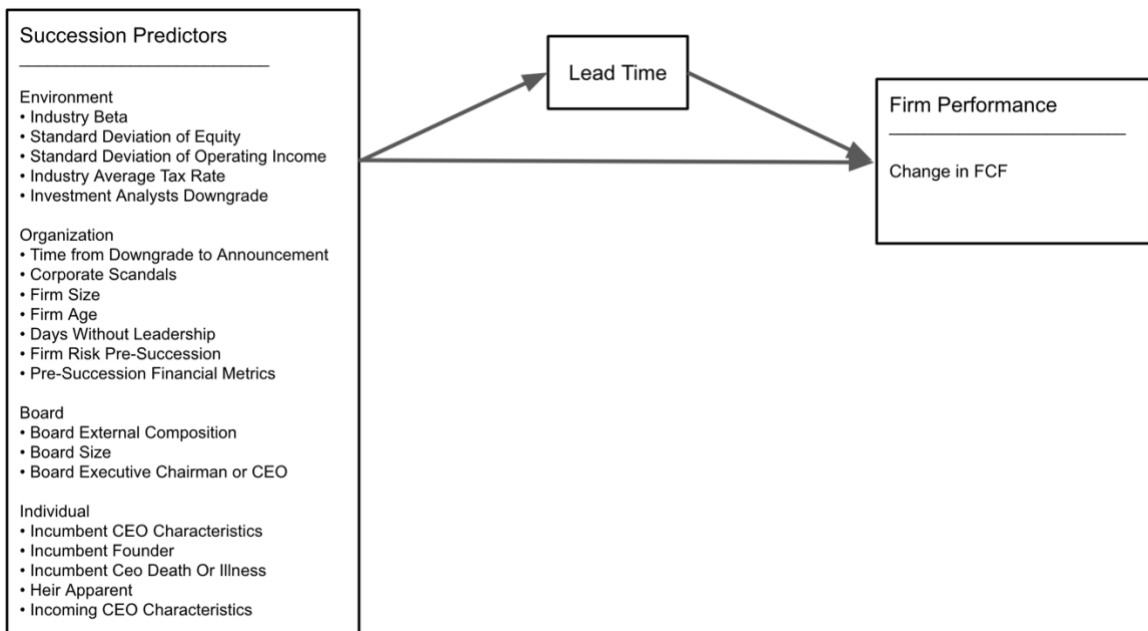 Succession Predictors
Environment
• Industry Beta
• Standard Deviation of Equity
• Standard Deviation of Operating Income
• Industry Average Tax Rate
• Investment Analysts Downgrade
Organization
• Time from Downgrade to Announcement
• Corporate Scandals
• Firm Size
• Firm Age
• Days Without Leadership
• Firm Risk Pre-Succession
• Pre-Succession Financial Metrics
Board
• Board External Composition
• Board Size
• Board Executive Chairman or CEO
Individual
• Incumbent CEO Characteristics
• Incumbent Founder
• Incumbent Ceo Death Or Illness
• Heir Apparent
• Incoming CEO Characteristics
Lead Time
Firm Performance
Change in FCF